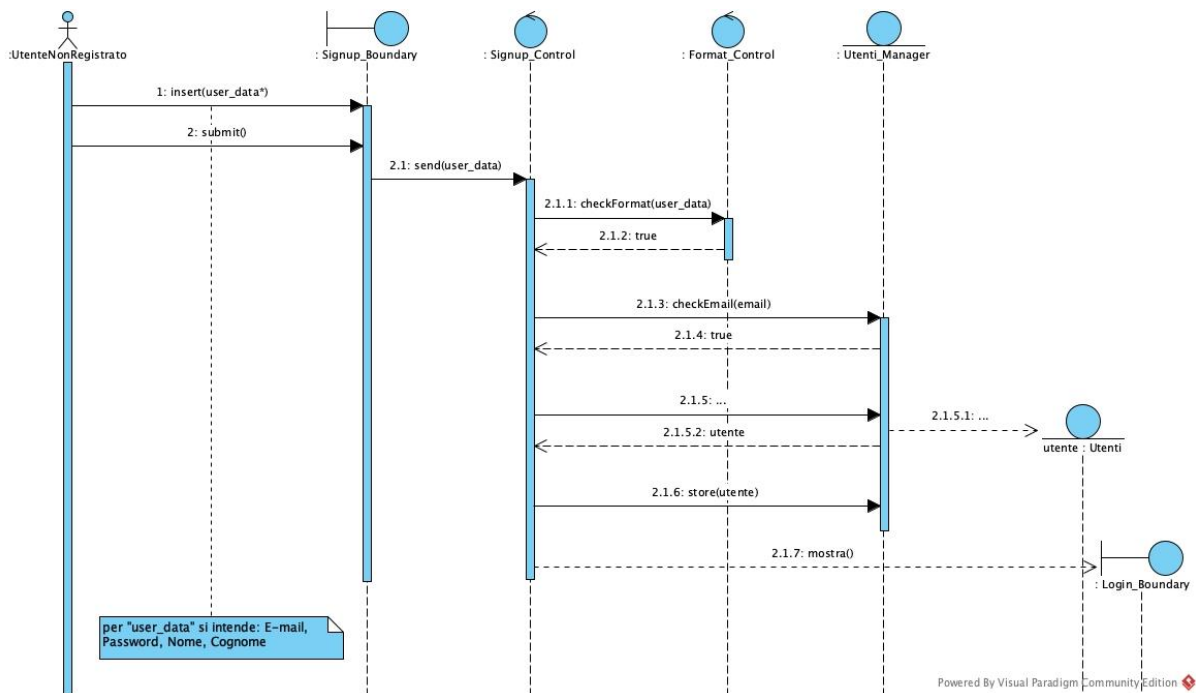 :UtenteNonRegistrato
: Signup_Boundary
: Signup_Control
: Format_Control
: Utenti_Manager
1: insert(user_data*)
2: submit()
2.1: send(user_data)
2.1.1: checkFormat(user_data)
2.1.2: true
2.1.3: checkEmail(email)
2.1.4: true
2.1.5: ...
2.1.5.1: ...
2.1.5.2: utente
utente : Utenti
2.1.6: store(utente)
2.1.7: mostra()
: Login_Boundary
per "user_data" si intende: E-mail,
Password, Nome, Cognome
Powered By Visual Paradigm Community Edition